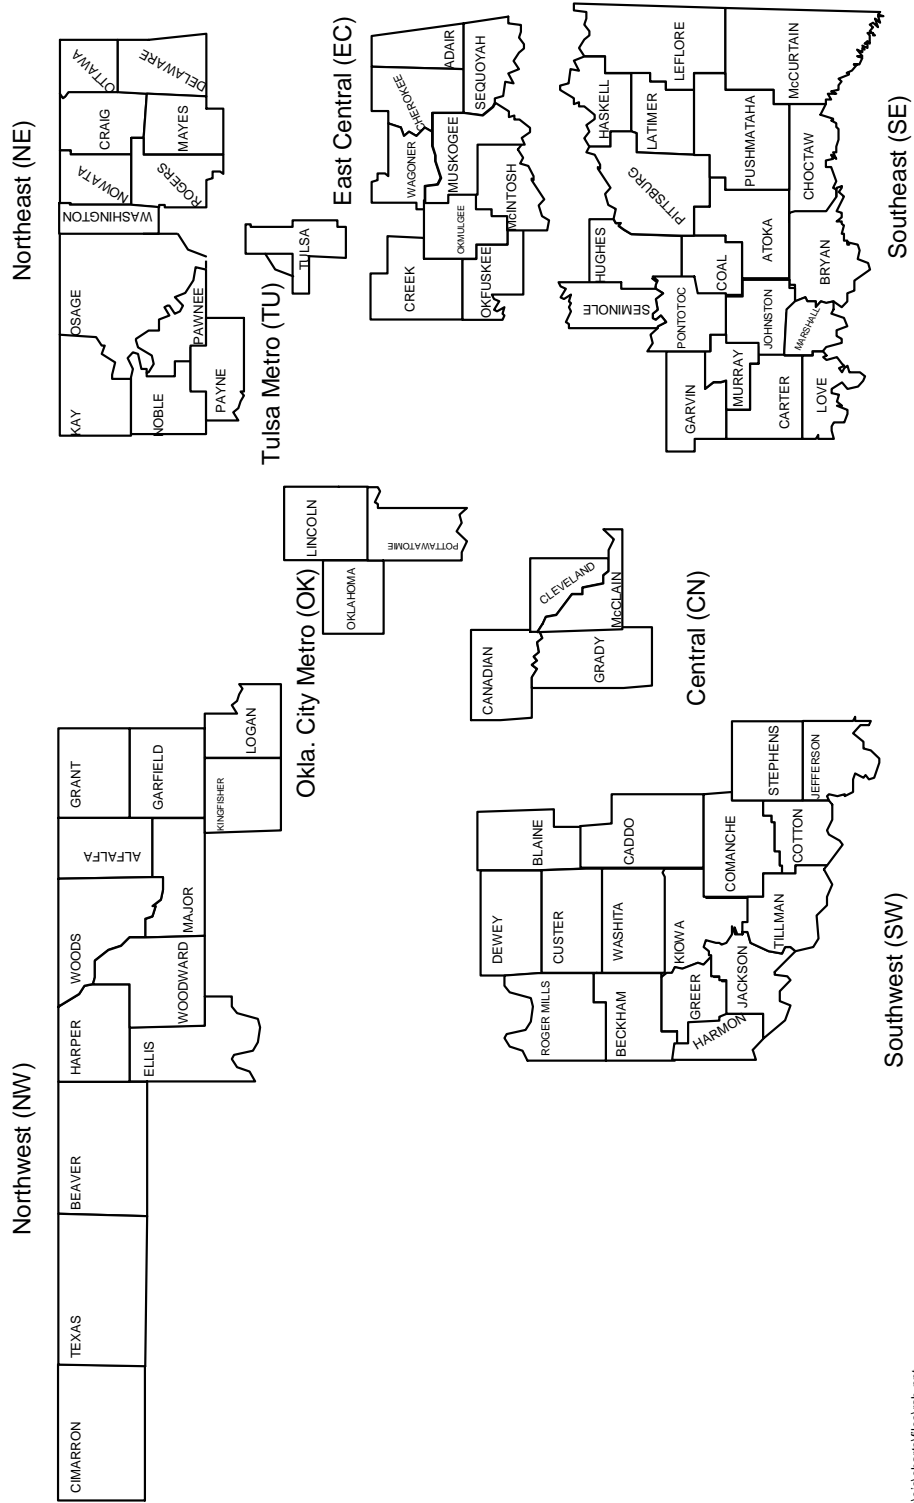 Northwest (NW)
CIMARRON
TEXAS
BEAVER
HARPER
ELLIS
WOODS
WOODWARD
ALFALFA
MAJOR
GRANT
GARFIELD
KINGFISHER
LOGAN
Northeast (NE)
KAY
OSAGE
NOBLE
PAWNEE
PAYNE
WASHINGTON
NOWATA
ROGERS
CRAIG
MAYES
OTTAWA
DELAWARE
Tulsa Metro (TU)
TULSA
Okla. City Metro (OK)
OKLAHOMA
LINCOLN
POTTAWATOMIE
East Central (EC)
CREEK
OKFUSKEE
OKMULGEE
WAGONER
MUSKOGEE
McINTOSH
CHEROKEE
ADAIR
SEQUOYAH
Central (CN)
CANADIAN
GRADY
CLEVELAND
McCLAIN
Southwest (SW)
ROGER MILLS
DEWEY
BLAINE
CUSTER
BECKHAM
WASHITA
CADDO
HARMON
GREER
KIOWA
JACKSON
COMANCHE
TILLMAN
COTTON
STEPHENS
JEFFERSON
Southeast (SE)
SEMINOLE
HUGHES
PITTSBURG
HASKELL
LATIMER
LEFLORE
GARVIN
PONTOTOC
COAL
MURRAY
JOHNSTON
ATOKA
PUSHMATAHA
McCURTAIN
CARTER
LOVE
MARSHALL
BRYAN
CHOCTAW